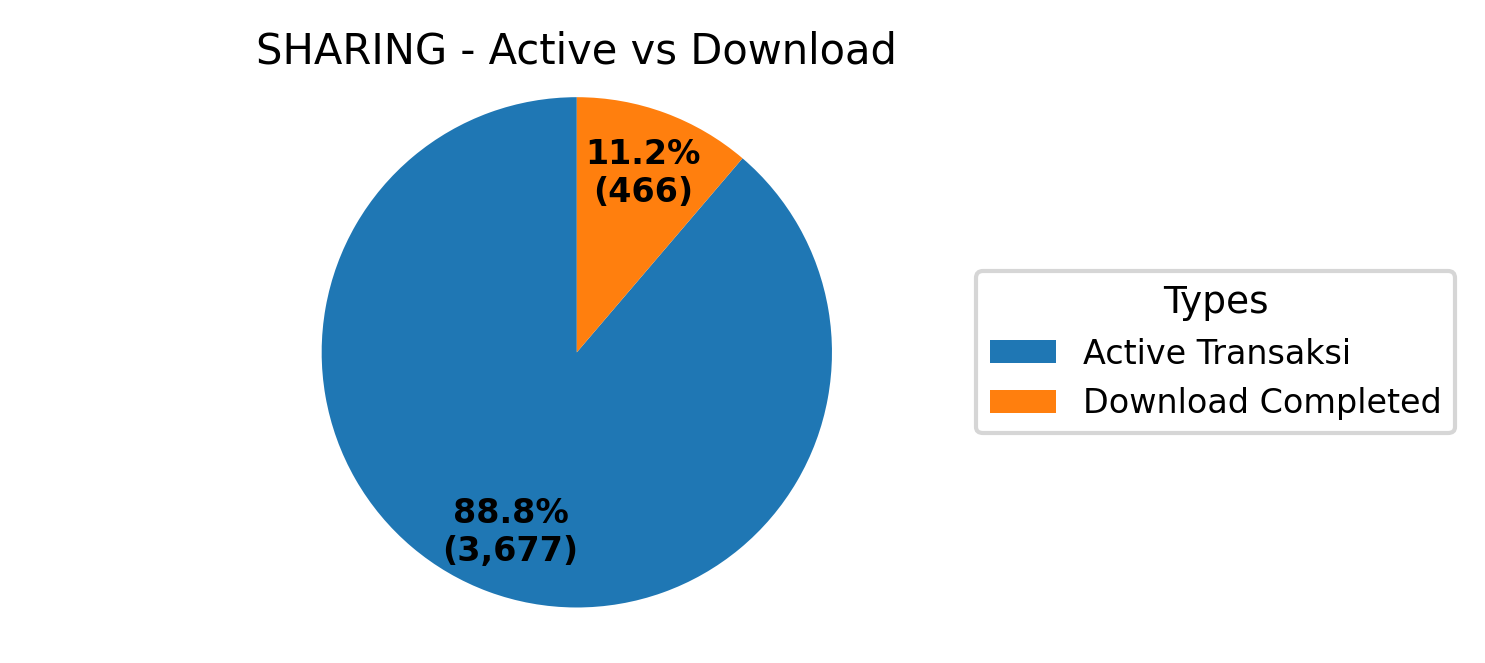 SHARING - Active vs Download
11.2%
(466)
88.8%
(3,677)
Types
Active Transaksi
Download Completed